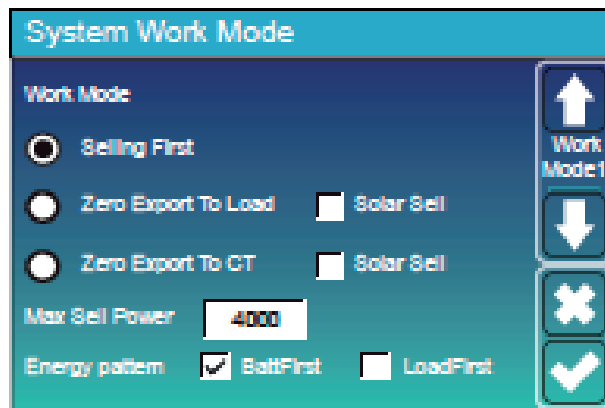 System Work Mode
Work Mode
Selling First
Zero Export To Load Solar Sell
Zero Export To CT Solar Sell
Max Sell Power 4000
Energy pattern BattFirst LoadFirst
Work
Mode1